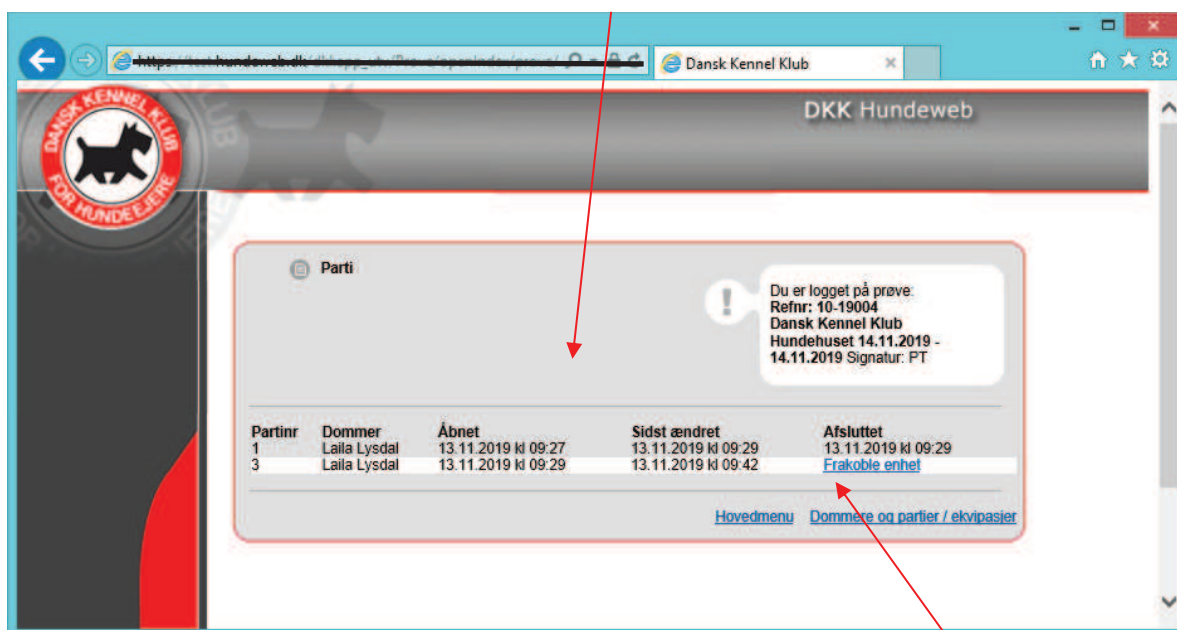 Dansk Kennel Klub
DANSK KENNEL KLUB
FOR HUNDEEJERE
DKK Hundeweb
Parti
Du er logget på prøve:
Refnr: 10-19004
Dansk Kennel Klub
Hundehuset 14.11.2019 -
14.11.2019 Signatur: PT
Partinr Dommer Åbnet Sidst ændret Afsluttet
1 Laila Lysdal 13.11.2019 kl 09:27 13.11.2019 kl 09:29 13.11.2019 kl 09:29
3 Laila Lysdal 13.11.2019 kl 09:29 13.11.2019 kl 09:42 Frakoble enhet
Hovedmenu Dommere og partier / ekvipasjer